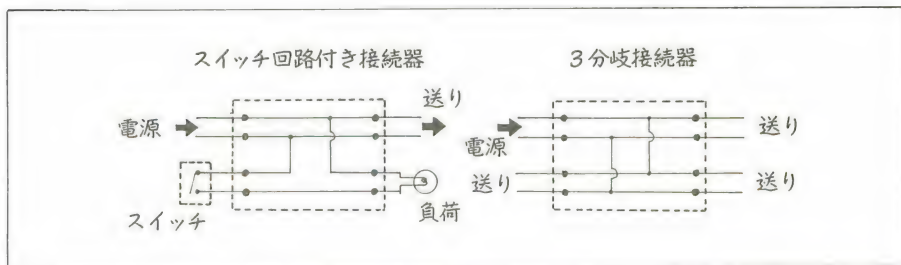 スイッチ回路付き接続器
電源
送り
スイッチ
負荷
3分岐接続器
電源
送り
送り
送り